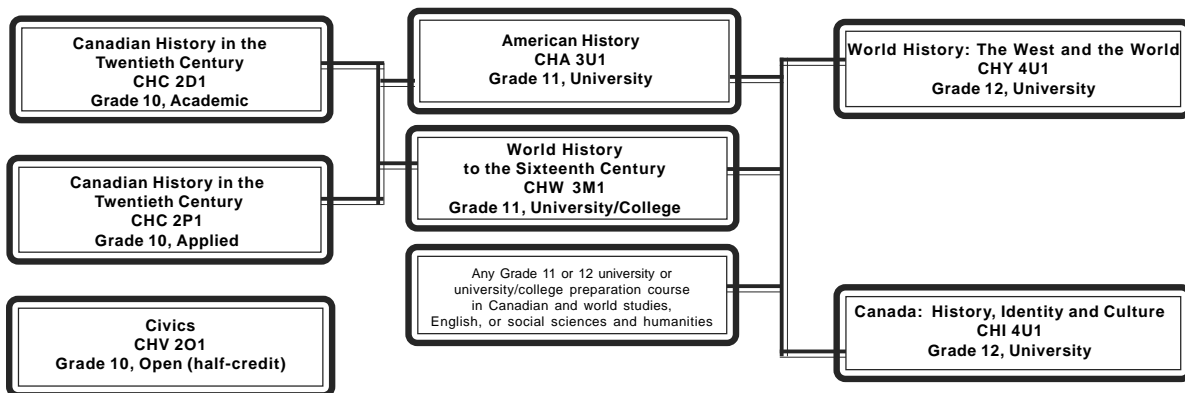 Canadian History in the
Twentieth Century
CHC 2D1
Grade 10, Academic
Canadian History in the
Twentieth Century
CHC 2P1
Grade 10, Applied
Civics
CHV 2O1
Grade 10, Open (half-credit)
American History
CHA 3U1
Grade 11, University
World History
to the Sixteenth Century
CHW 3M1
Grade 11, University/College
Any Grade 11 or 12 university or
university/college preparation course
in Canadian and world studies,
English, or social sciences and humanities
World History: The West and the World
CHY 4U1
Grade 12, University
Canada: History, Identity and Culture
CHI 4U1
Grade 12, University